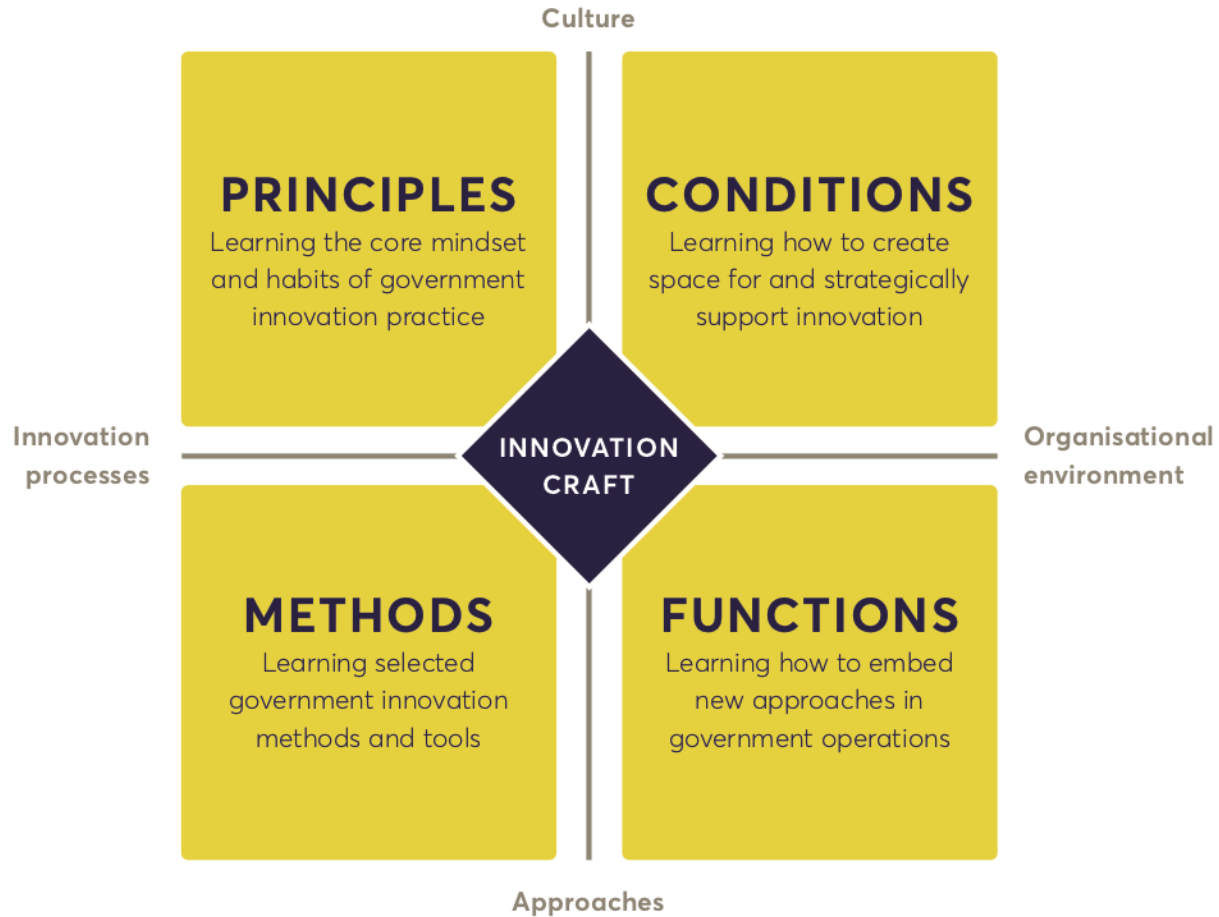 Culture
PRINCIPLES
Learning the core mindset
and habits of government
innovation practice
CONDITIONS
Learning how to create
space for and strategically
support innovation
Innovation
processes
INNOVATION
CRAFT
Organisational
environment
METHODS
Learning selected
government innovation
methods and tools
FUNCTIONS
Learning how to embed
new approaches in
government operations
Approaches